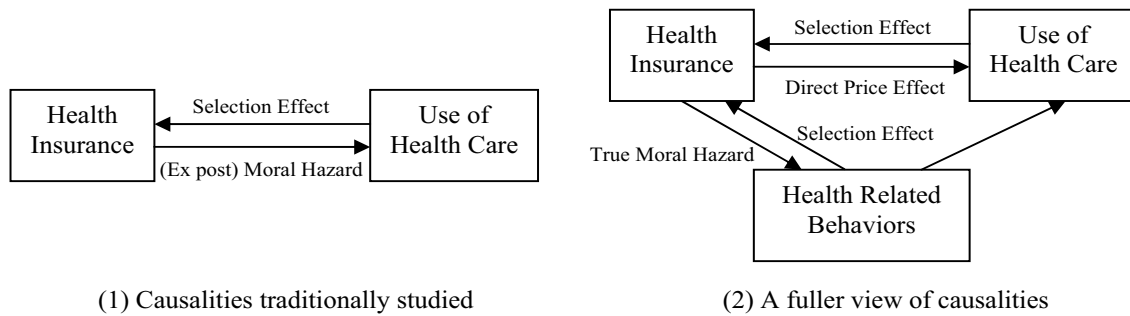 Health
Insurance
Selection Effect
(Ex post) Moral Hazard
Use of
Health Care
(1) Causalities traditionally studied
Health
Insurance
Selection Effect
Direct Price Effect
Use of
Health Care
Selection Effect
True Moral Hazard
Health Related
Behaviors
(2) A fuller view of causalities